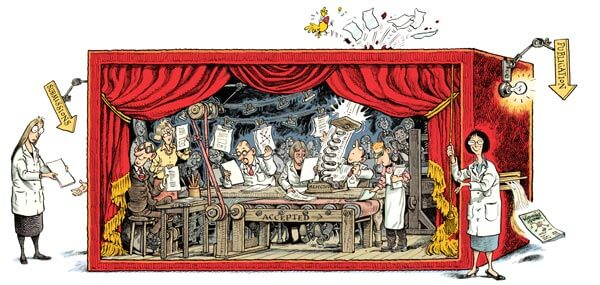 SUBMISSIONS
PUBLICATION
REJECTED
ACCEPTED